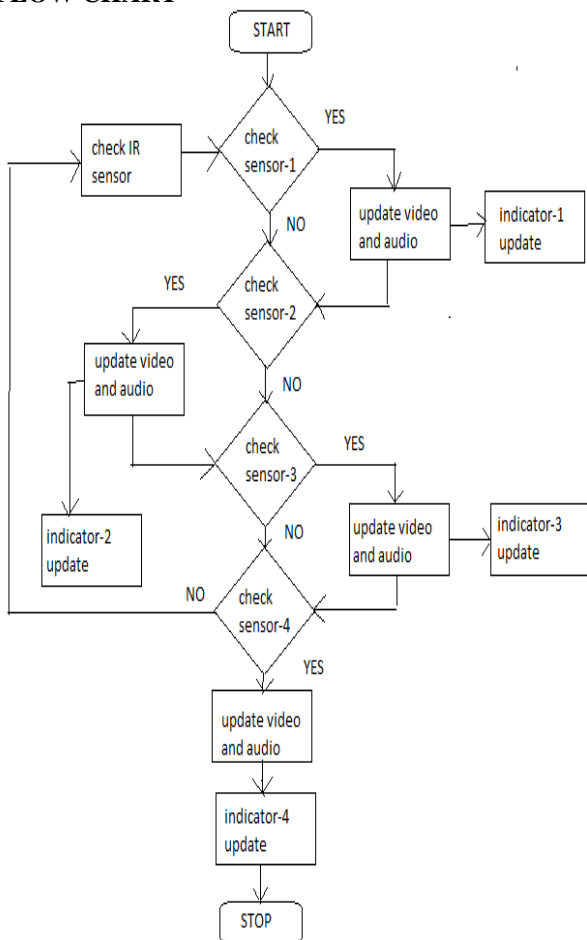 FLOW CHART
START
YES
check IR
sensor
check
sensor-1
update video
and audio
indicator-1
update
NO
YES
check
sensor-2
update video
and audio
NO
check
sensor-3
YES
indicator-2
update
NO
update video
and audio
indicator-3
update
NO
check
sensor-4
YES
update video
and audio
indicator-4
update
STOP